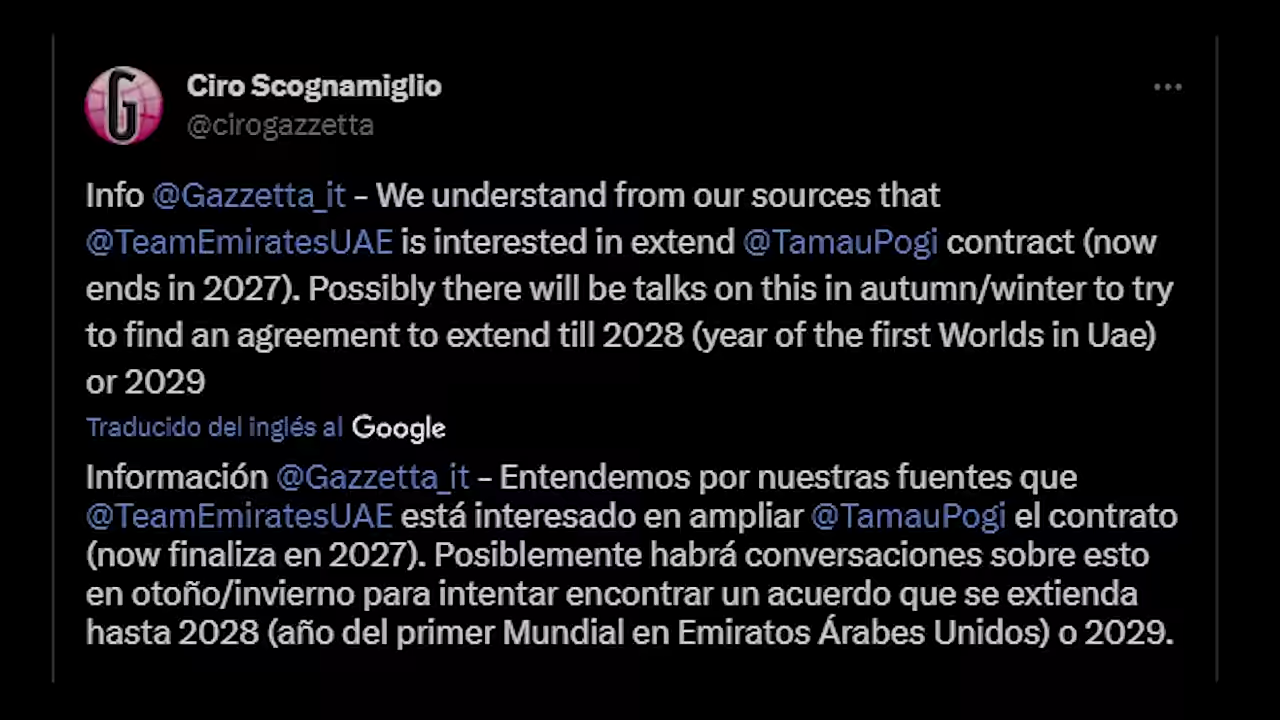 Ciro Scognamiglio
@cirogazzetta
Info @Gazzetta_it – We understand from our sources that
@TeamEmiratesUAE is interested in extend @TamauPogi contract (now
ends in 2027). Possibly there will be talks on this in autumn/winter to try
to find an agreement to extend till 2028 (year of the first Worlds in Uae)
or 2029
Traducido del inglés al Google
Información @Gazzetta_it – Entendemos por nuestras fuentes que
@TeamEmiratesUAE está interesado en ampliar @TamauPogi el contrato
(now finaliza en 2027). Posiblemente habrá conversaciones sobre esto
en otoño/invierno para intentar encontrar un acuerdo que se extienda
hasta 2028 (año del primer Mundial en Emiratos Árabes Unidos) o 2029.